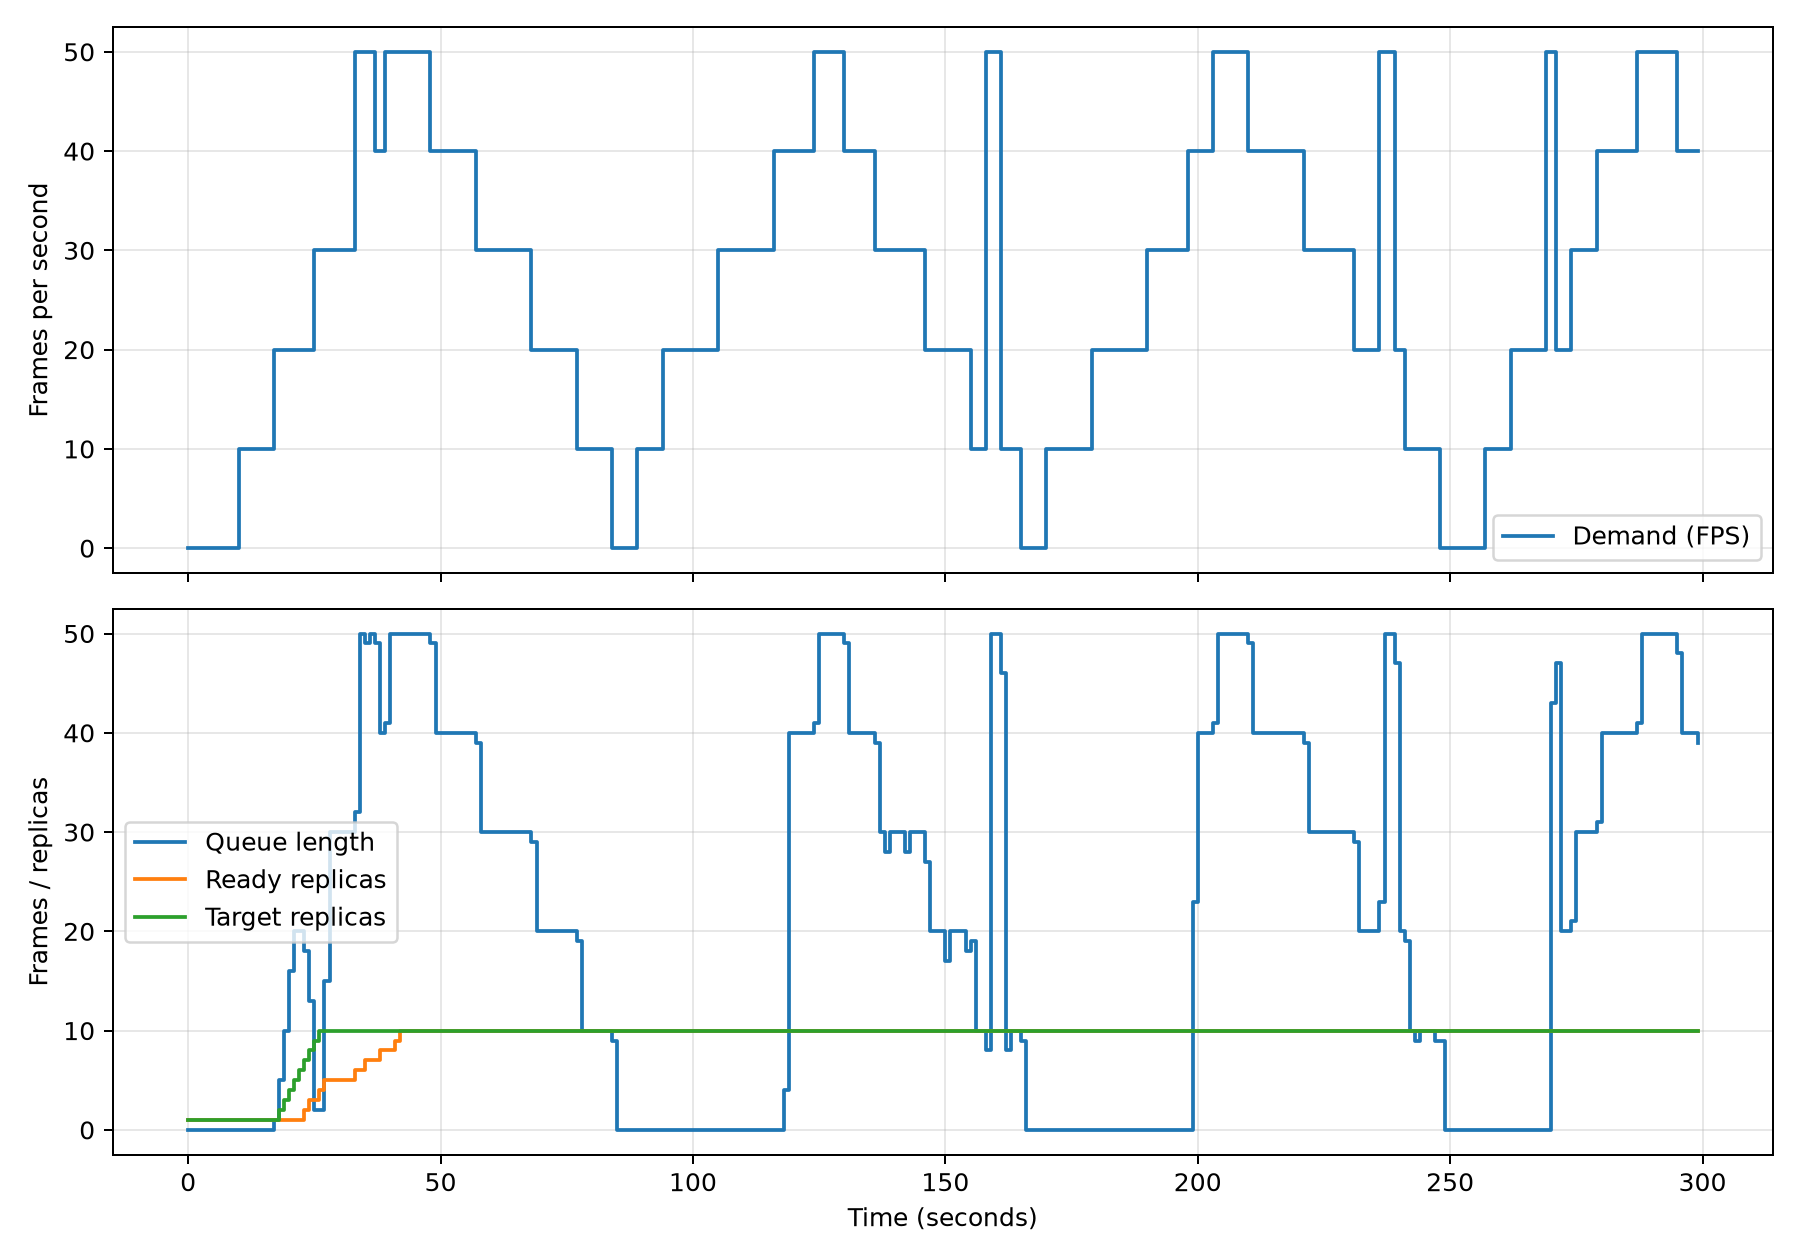 50
40
30
20
10
0
Frames per second
Demand (FPS)
50
40
30
20
10
0
Frames / replicas
Queue length
Ready replicas
Target replicas
0 50 100 150 200 250 300
Time (seconds)